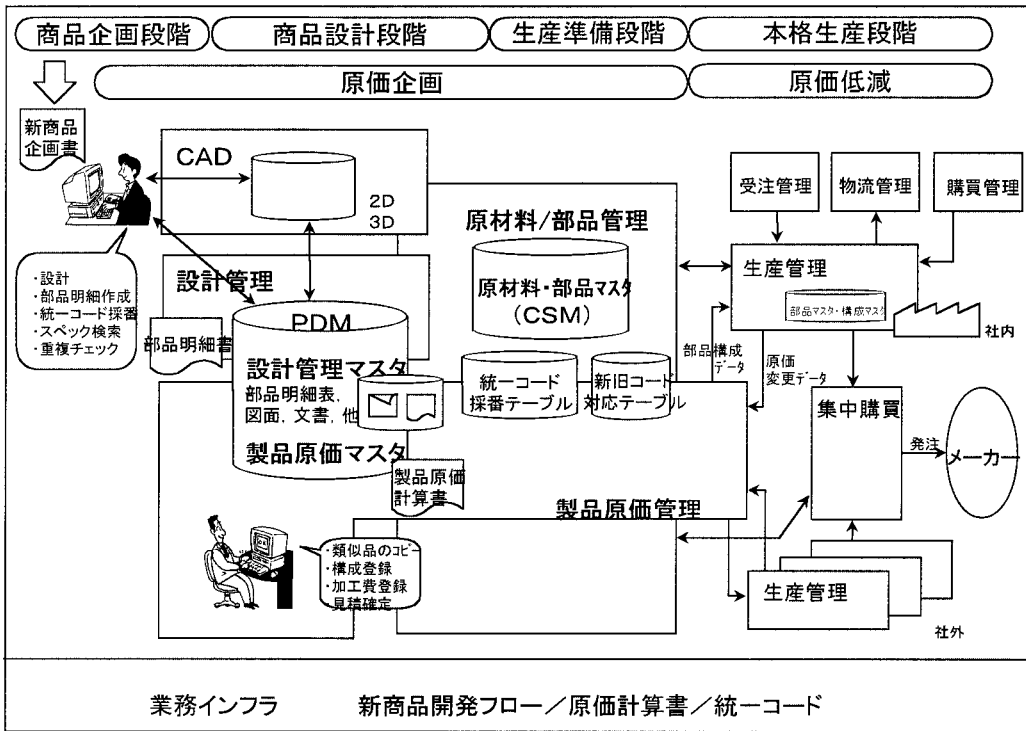 商品企画段階
商品設計段階
生産準備段階
本格生産段階
原価企画
原価低減
新商品
企画書
CAD
2D
3D
・設計
・部品明細作成
・統一コード採番
・スペック検索
・重複チェック
設計管理
部品明細書
PDM
設計管理マスタ
部品明細表、
図面、文書、他
製品原価マスタ
原材料/部品管理
原材料・部品マスタ
(CSM)
統一コード
採番テーブル
新旧コード
対応テーブル
製品原価
計算書
製品原価管理
・類似品のコピー
・構成登録
・加工費登録
見積確定
受注管理
物流管理
購買管理
生産管理
部品マスタ・構成マスタ
社内
部品構成
データ
原価
変更データ
集中購買
発注
メーカー
生産管理
社外
業務インフラ
新商品開発フロー/原価計算書/統一コード